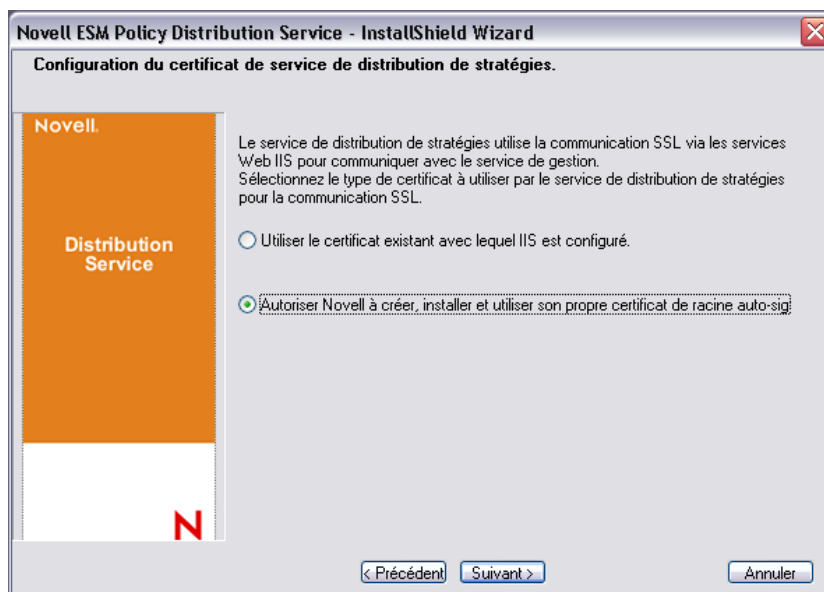 Novell ESM Policy Distribution Service - InstallShield Wizard
Configuration du certificat de service de distribution de stratégies.
Novell.
Distribution
Service
Le service de distribution de stratégies utilise la communication SSL via les services
Web IIS pour communiquer avec le service de gestion.
Sélectionnez le type de certificat à utiliser par le service de distribution de stratégies
pour la communication SSL.
Utiliser le certificat existant avec lequel IIS est configuré.
Autoriser Novell à créer, installer et utiliser son propre certificat de racine auto-sig
N
< Précédent
Suivant >
Annuler